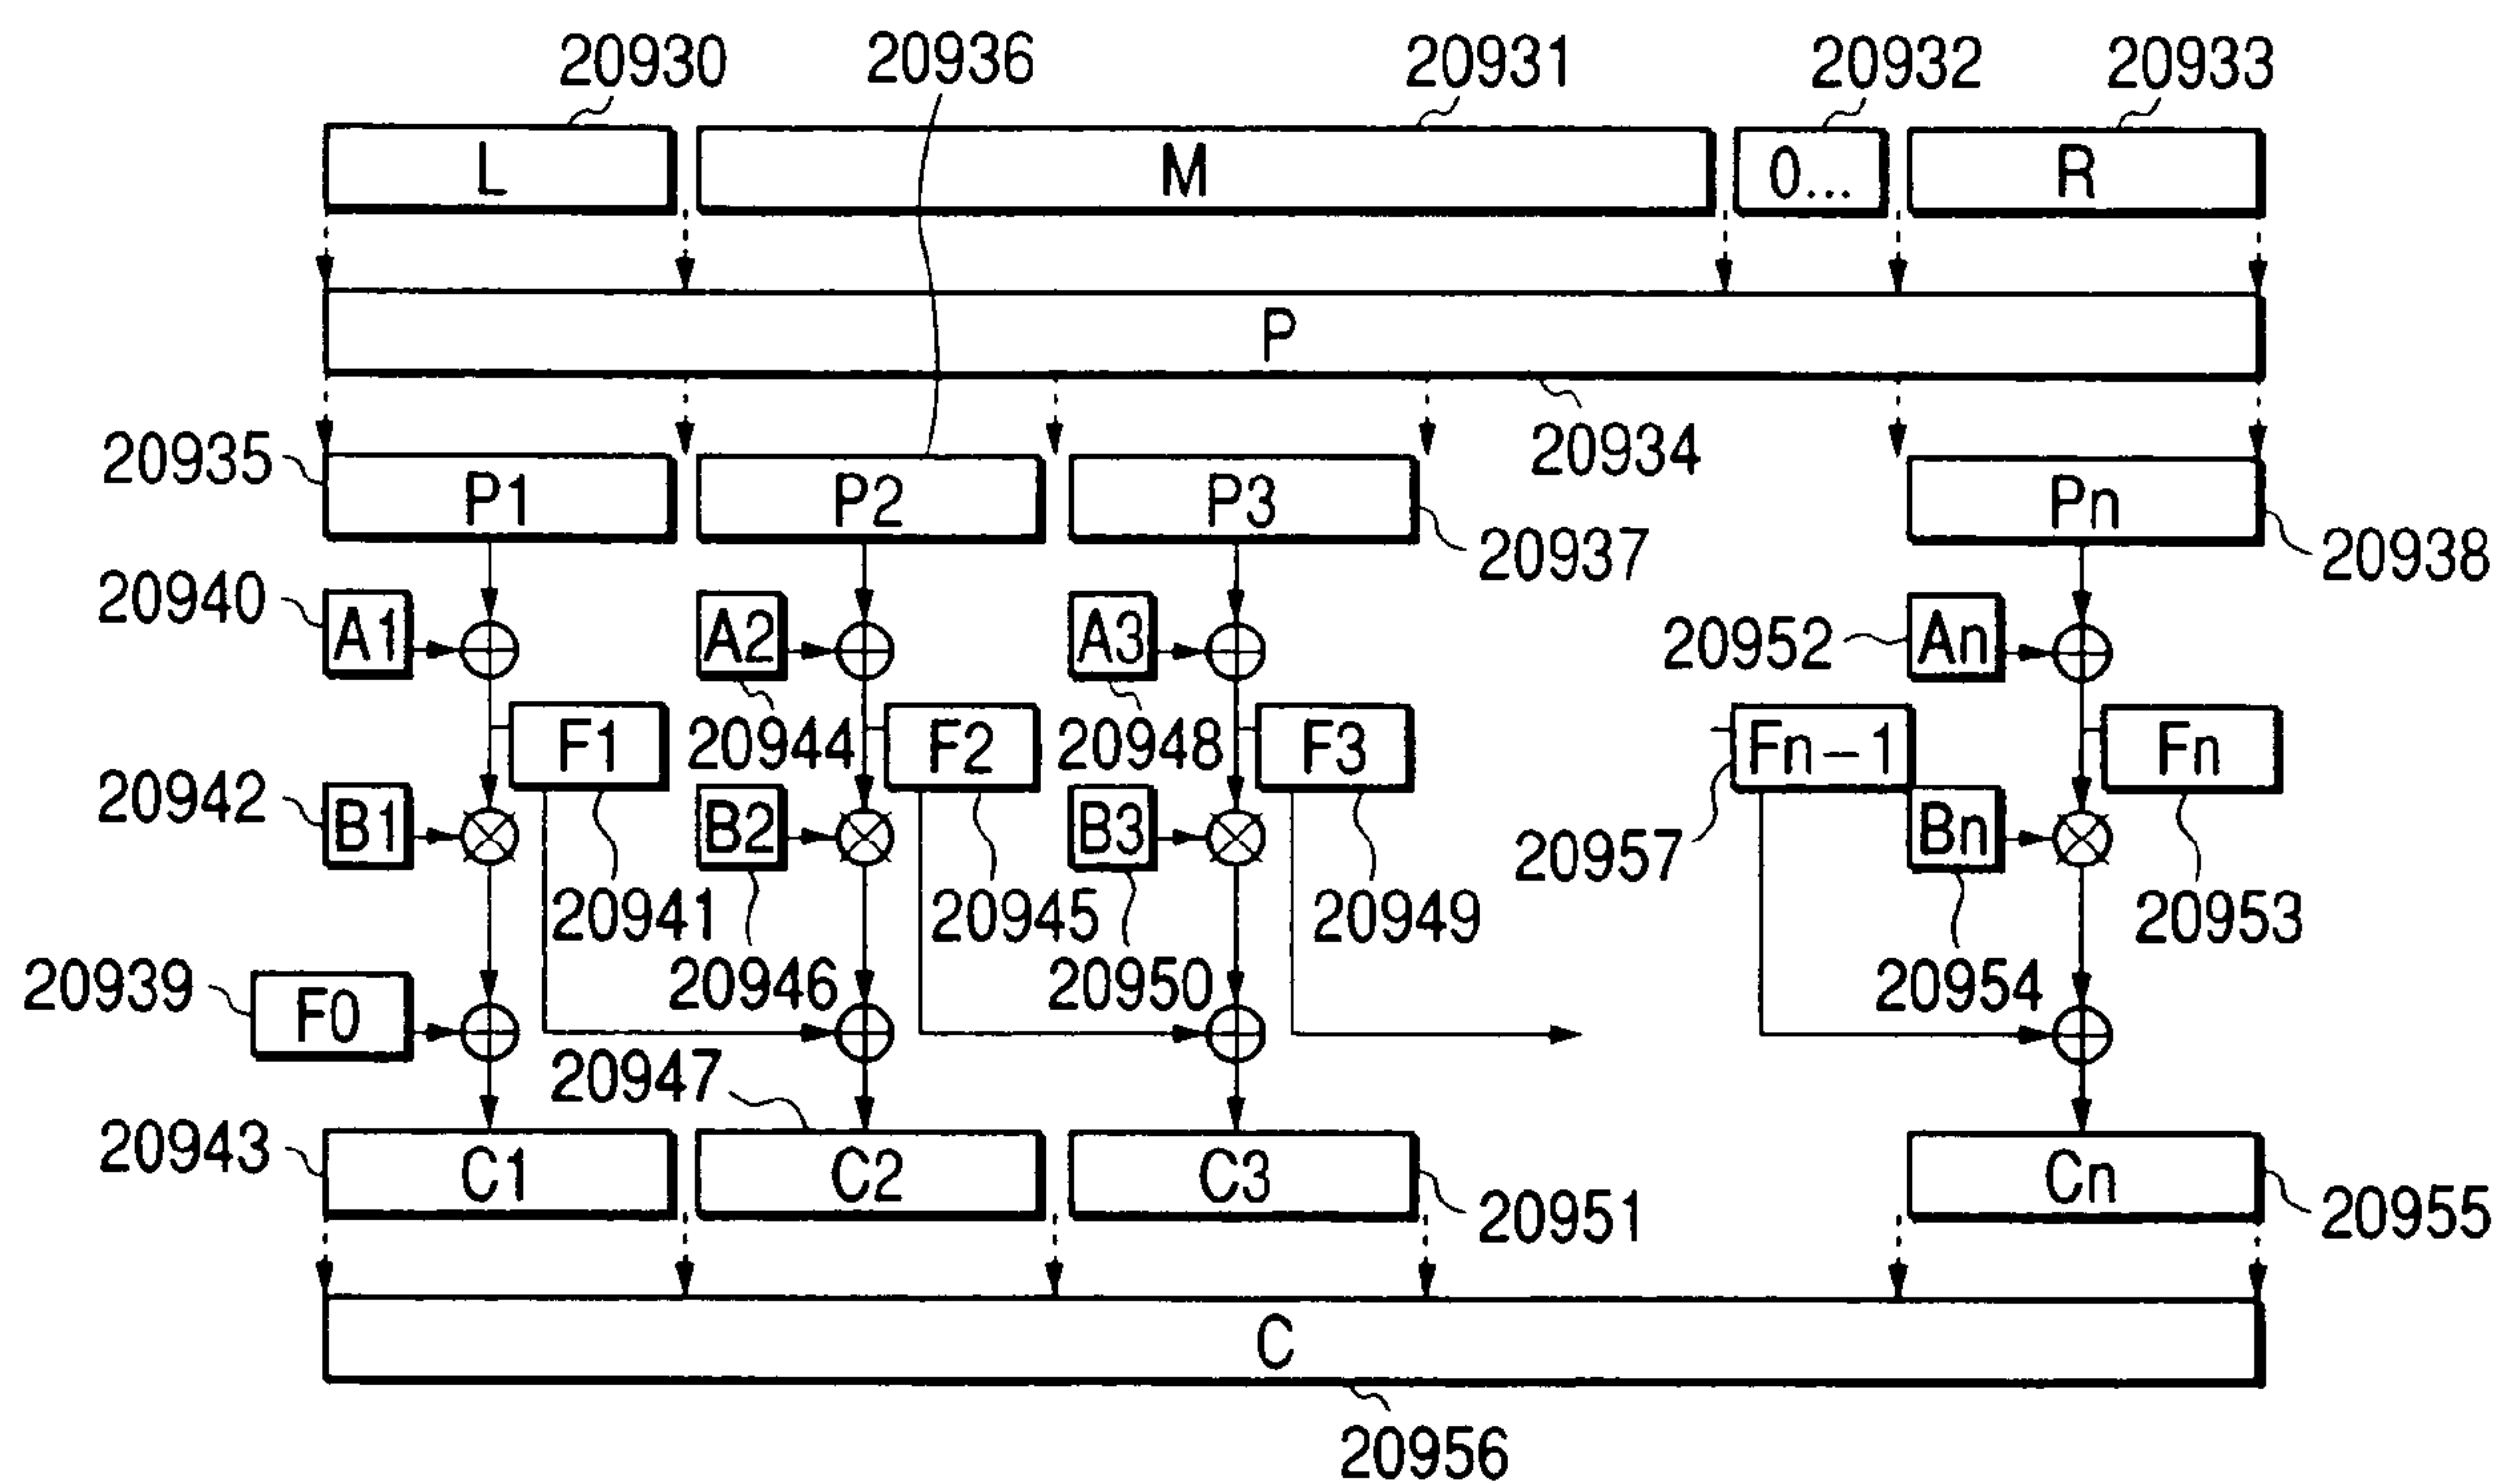 20930 20936 20931 20932 20933
L M 0... R
P
20935 20934
P1 P2 P3 Pn
20937 20938
20940 A1 A2 A3 20952 An
F1 20944 F2 20948 F3 Fn-1 Fn
20942 B1 B2 B3 20957 Bn
20941 20945 20949 20953
20939 F0 20946 20950 20954
20947
20943 C1 C2 C3 Cn
20951 20955
C
20956